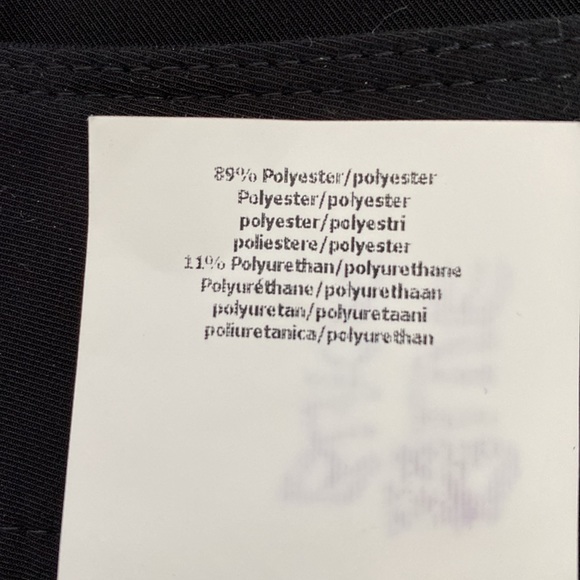 89% Polyester/polyester
Polyester/polyester
polyester/polyestri
poliestere/polyester
11% Polyurethan/polyurethane
Polyuréthane/polyurethaan
polyuretan/polyuretaani
poliuretanica/polyurethan